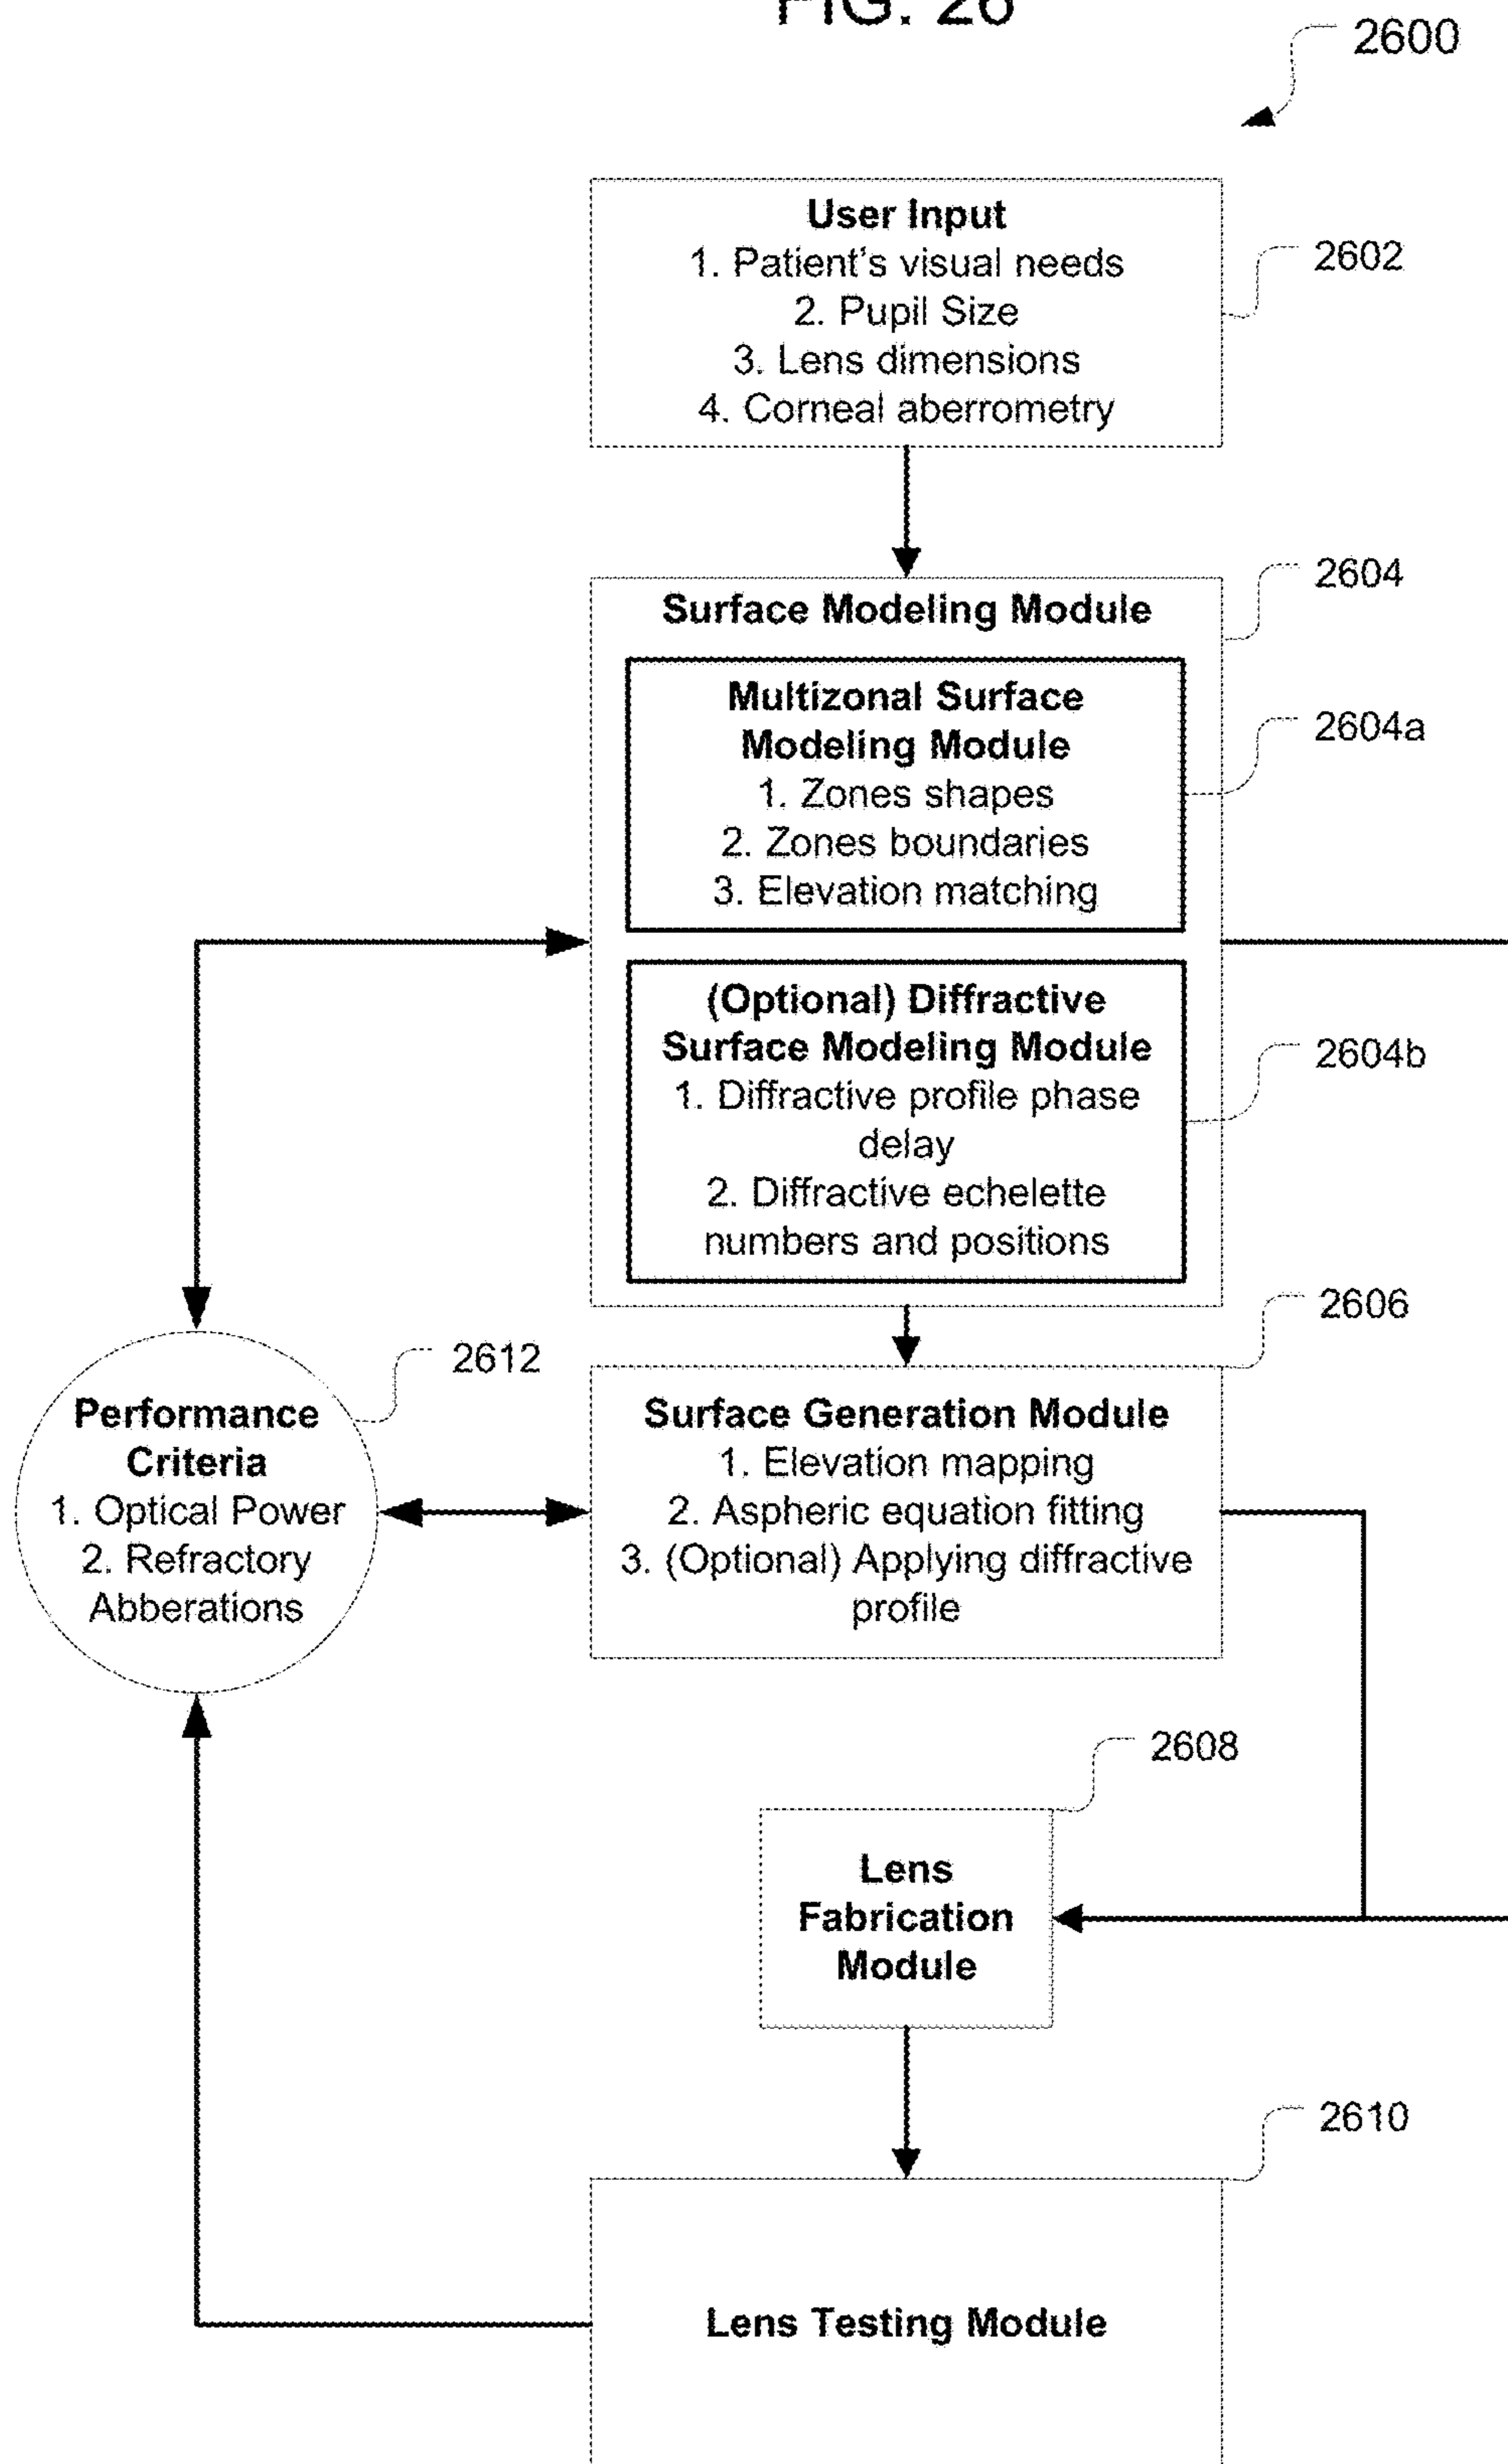 FIG. 26
2600
User Input
1. Patient's visual needs
2. Pupil Size
3. Lens dimensions
4. Corneal aberrometry
2602
Surface Modeling Module
2604
Multizonal Surface
Modeling Module
1. Zones shapes
2. Zones boundaries
3. Elevation matching
2604a
(Optional) Diffractive
Surface Modeling Module
1. Diffractive profile phase
delay
2. Diffractive echelette
numbers and positions
2604b
2606
2612
Performance
Criteria
1. Optical Power
2. Refractory
Abberations
Surface Generation Module
1. Elevation mapping
2. Aspheric equation fitting
3. (Optional) Applying diffractive
profile
2608
Lens
Fabrication
Module
2610
Lens Testing Module